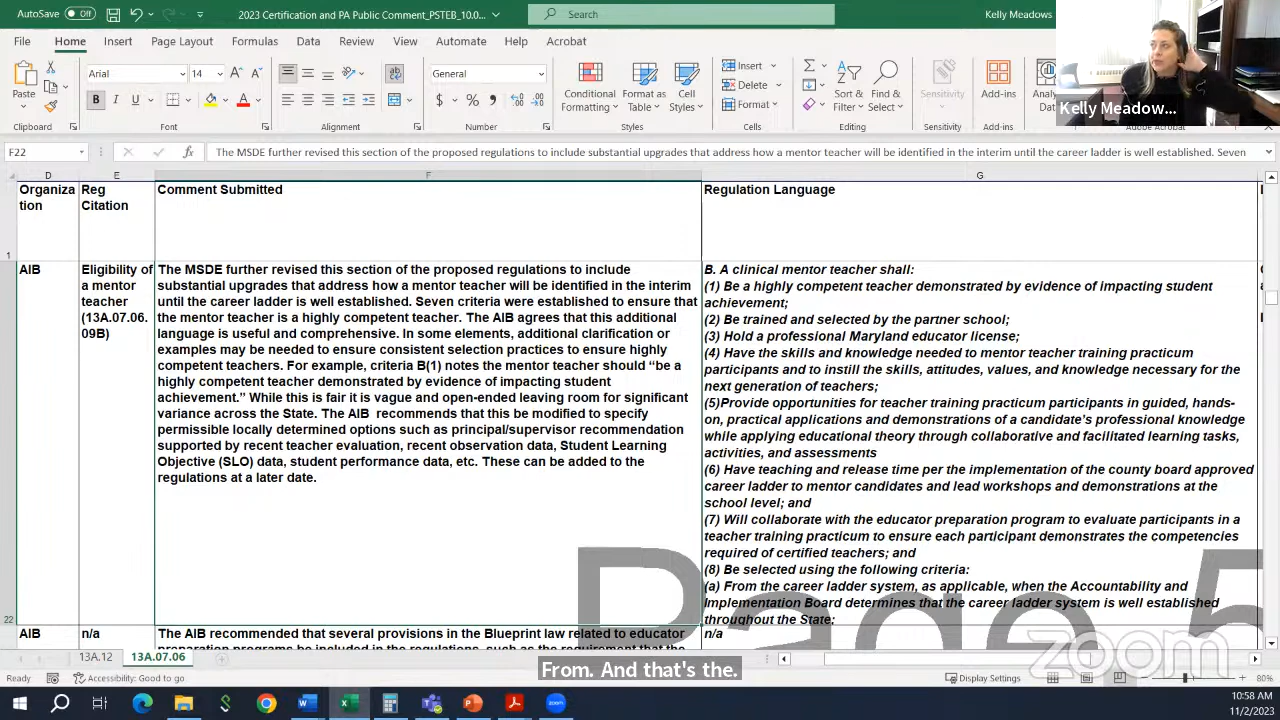 AutoSave Off 2023 Certification and PA Public Comment_PSTEB_10.0... Search Kelly Meadows
File Home Insert Page Layout Formulas Data Review View Automate Help Acrobat
Paste Arial 14 General Conditional Formatting Format as Table Cell Styles Insert Delete Format Sort & Filter Find & Select Sensitivity Add-ins
Clipboard Font Alignment Number Styles Cells Editing Sensitivity Add-ins
Kelly Meadow...
F22 fx The MSDE further revised this section of the proposed regulations to include substantial upgrades that address how a mentor teacher will be identified in the interim until the career ladder is well established. Seven
D E F G
Organiza
tion
Reg
Citation
Comment Submitted
Regulation Language
1
AIB
Eligibility of
a mentor
teacher
(13A.07.06.
09B)
The MSDE further revised this section of the proposed regulations to include
substantial upgrades that address how a mentor teacher will be identified in the interim
until the career ladder is well established. Seven criteria were established to ensure that
the mentor teacher is a highly competent teacher. The AIB agrees that this additional
language is useful and comprehensive. In some elements, additional clarification or
examples may be needed to ensure consistent selection practices to ensure highly
competent teachers. For example, criteria B(1) notes the mentor teacher should “be a
highly competent teacher demonstrated by evidence of impacting student
achievement.” While this is fair it is vague and open-ended leaving room for significant
variance across the State. The AIB  recommends that this be modified to specify
permissible locally determined options such as principal/supervisor recommendation
supported by recent teacher evaluation, recent observation data, Student Learning
Objective (SLO) data, student performance data, etc. These can be added to the
regulations at a later date.
B. A clinical mentor teacher shall:
(1) Be a highly competent teacher demonstrated by evidence of impacting student
achievement;
(2) Be trained and selected by the partner school;
(3) Hold a professional Maryland educator license;
(4) Have the skills and knowledge needed to mentor teacher training practicum
participants and to instill the skills, attitudes, values, and knowledge necessary for the
next generation of teachers;
(5)Provide opportunities for teacher training practicum participants in guided, hands-
on, practical applications and demonstrations of a candidate’s professional knowledge
while applying educational theory through collaborative and facilitated learning tasks,
activities, and assessments
(6) Have teaching and release time per the implementation of the county board approved
career ladder to mentor candidates and lead workshops and demonstrations at the
school level; and
(7) Will collaborate with the educator preparation program to evaluate participants in a
teacher training practicum to ensure each participant demonstrates the competencies
required of certified teachers; and
(8) Be selected using the following criteria:
(a) From the career ladder system, as applicable, when the Accountability and
Implementation Board determines that the career ladder system is well established
throughout the State;
22
AIB n/a The AIB recommended that several provisions in the Blueprint law related to educator n/a
Page 5
zoom
13A.12 13A.07.06
From. And that's the.
Ready Accessibility: Good to go Display Settings 80%
10:58 AM
11/2/2023